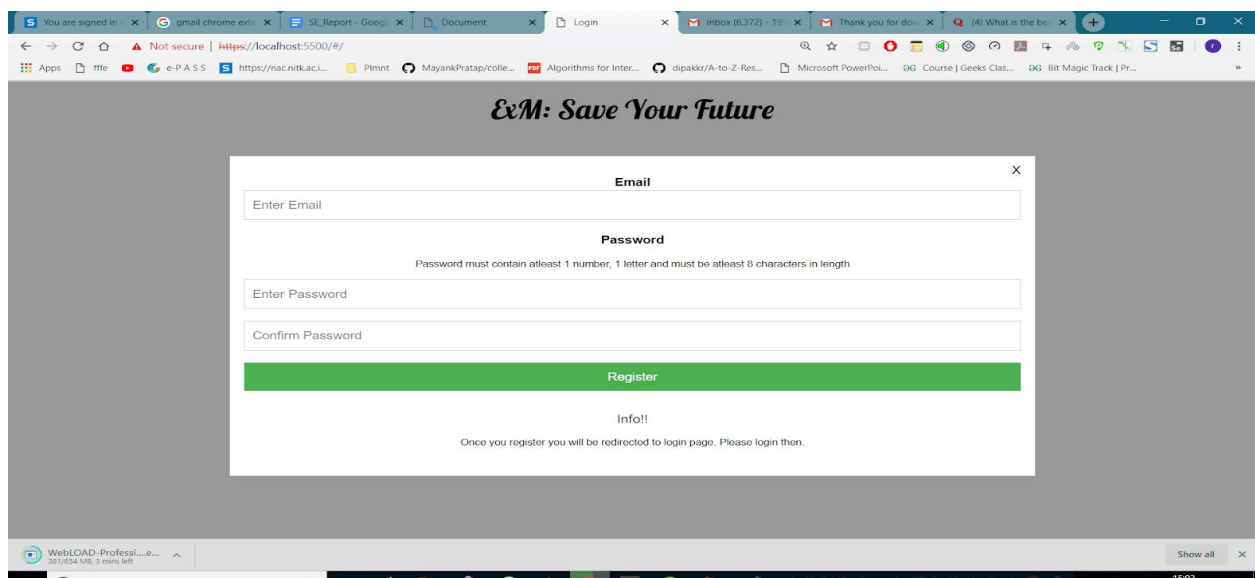 You are signed in a
gmail chrome exte
SE_Report - Googl
Document
Login
Inbox (6,372) - 199
Thank you for dow
(4) What is the bes
Not secure | https://localhost:5500/#/
Apps
fffe
e-P A S S
https://nac.nitk.ac.i...
Plmnt
MayankPratap/colle...
Algorithms for Inter...
dipakkr/A-to-Z-Res...
Microsoft PowerPoi...
Course | Geeks Clas...
Bit Magic Track | Pr...
ExM: Save Your Future
X
Email
Enter Email
Password
Password must contain atleast 1 number, 1 letter and must be atleast 8 characters in length
Enter Password
Confirm Password
Register
Info!!
Once you register you will be redirected to login page. Please login then.
WebLOAD-Professi....e...
381/654 MB, 3 mins left
Show all
15:02